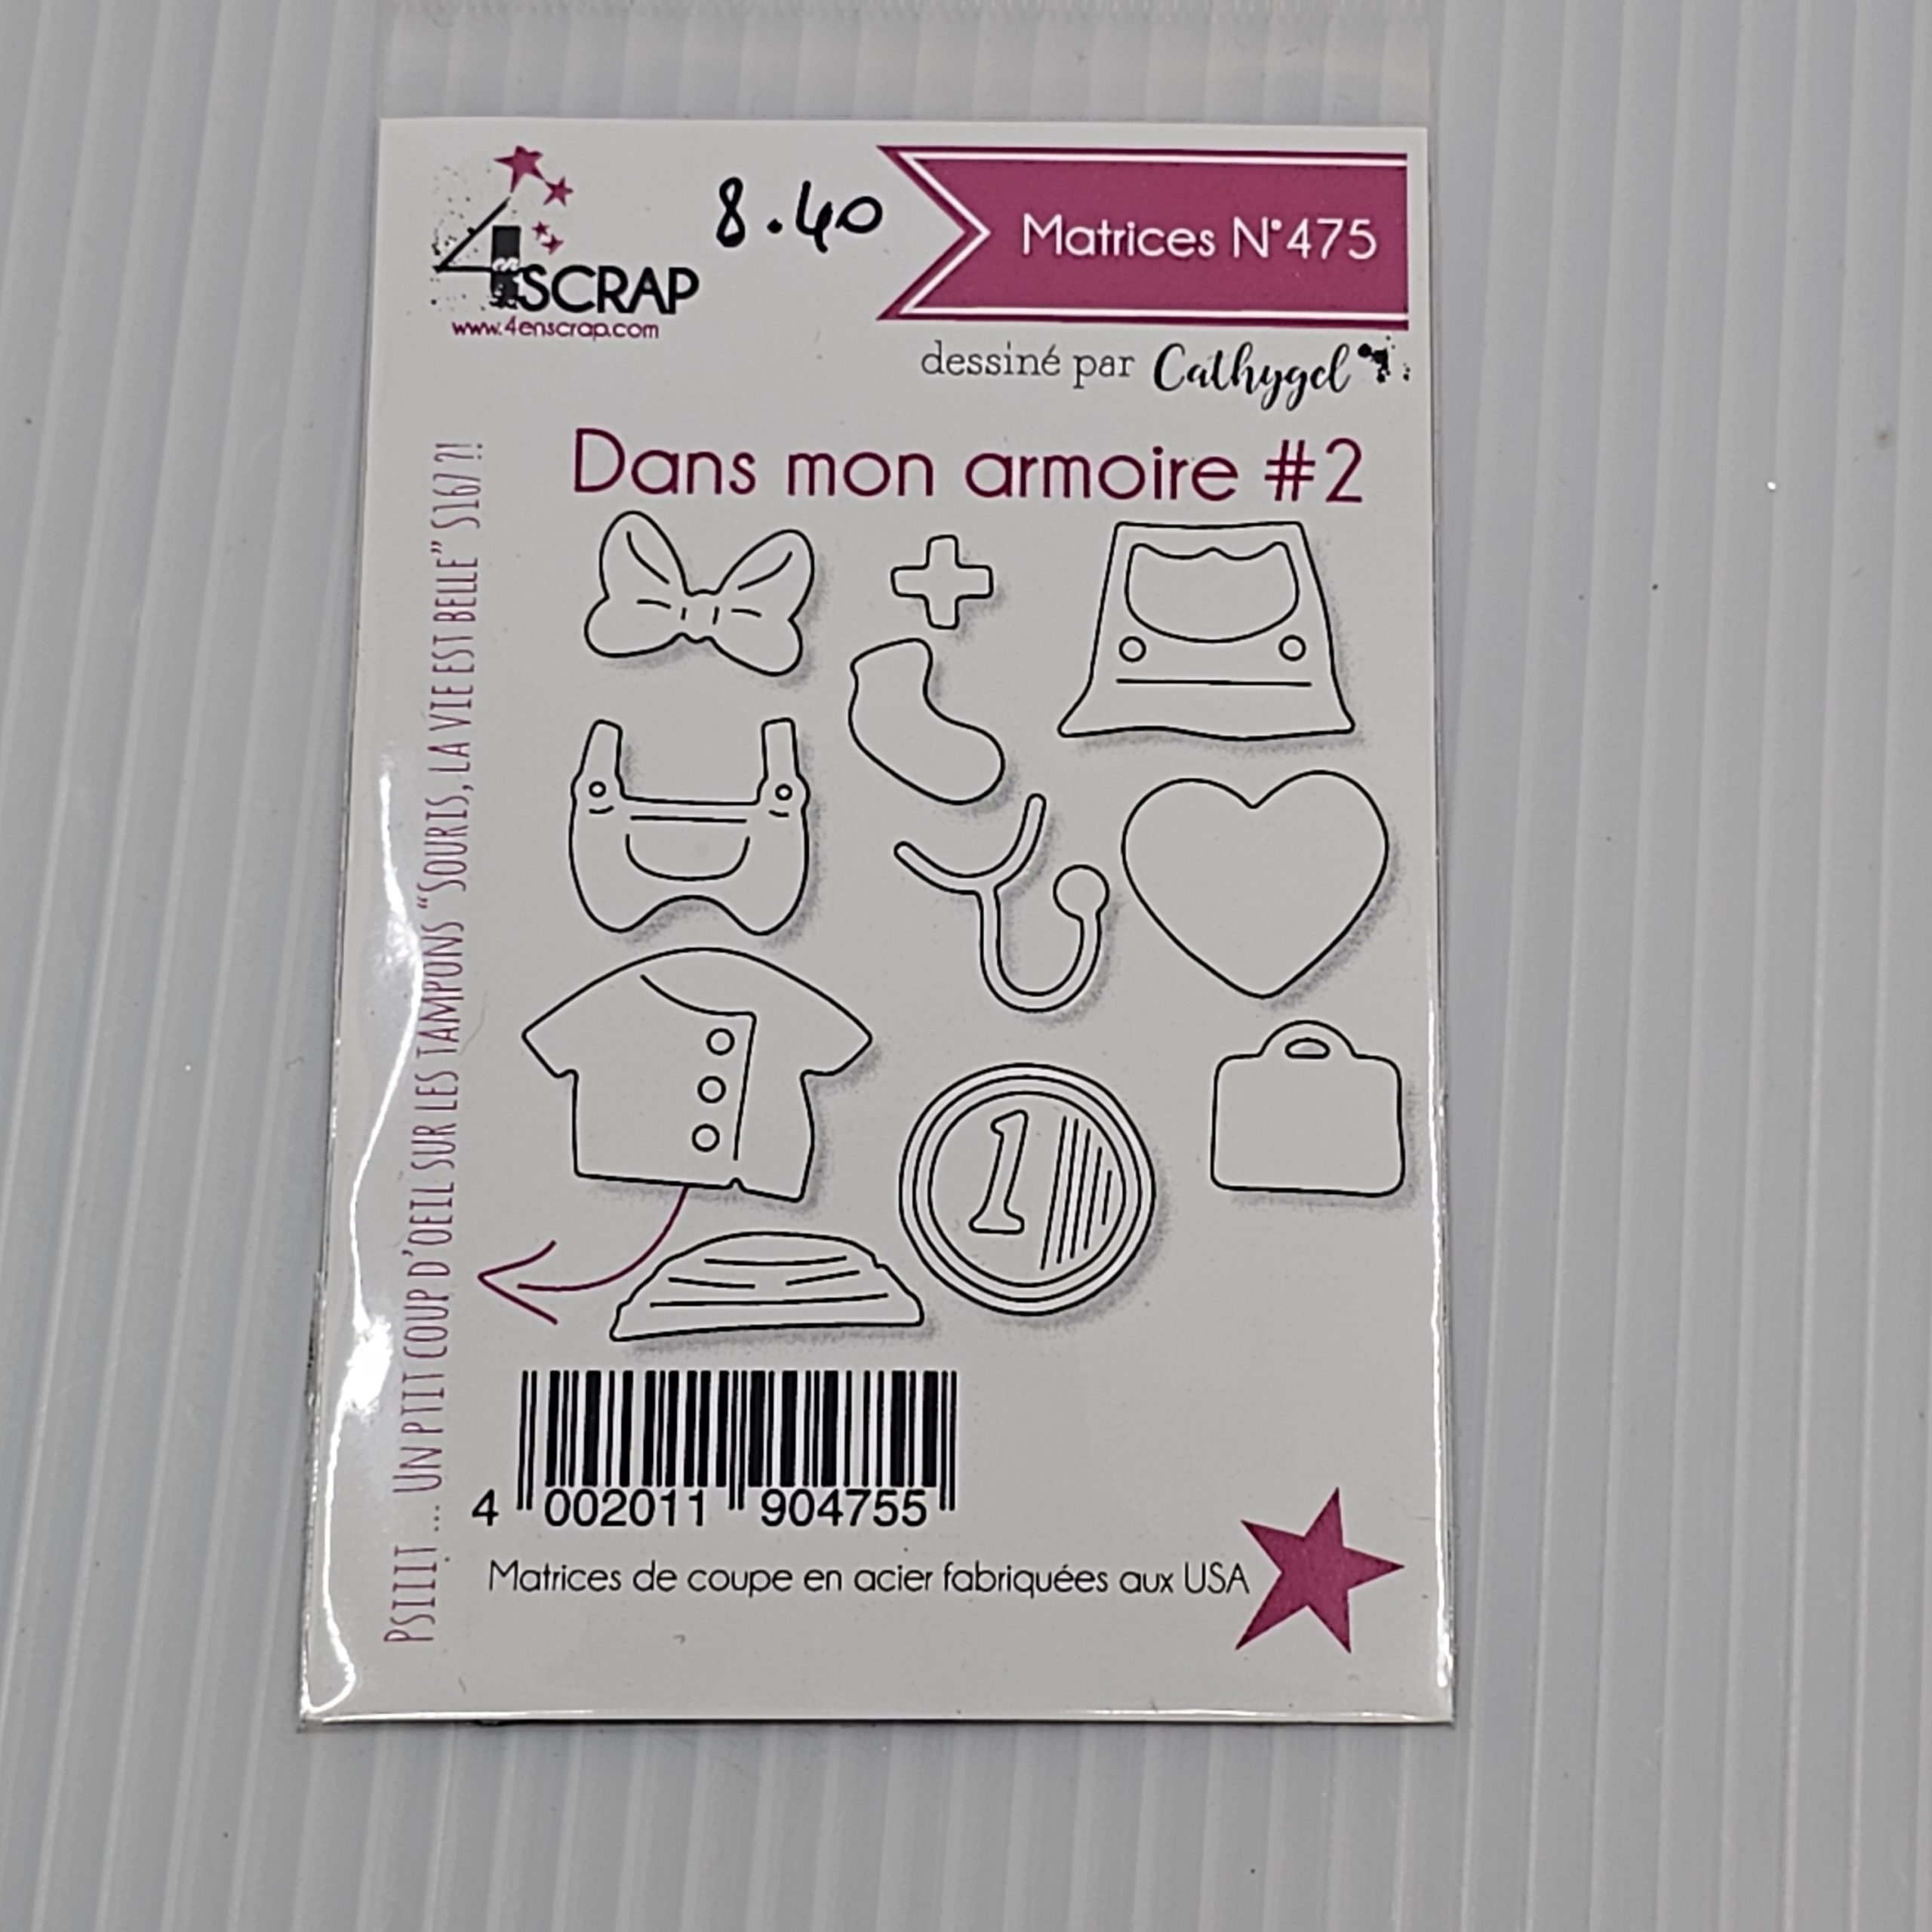 4enSCRAP
www.4enscrap.com
8.40
Matrices N°475
dessiné par Cathygel
Dans mon armoire #2
PSIIIT ... UN PTIT COUP D'OEIL SUR LES TAMPONS "SOURIS, LA VIE EST BELLE" S167 ?!
1
4 002011 904755
Matrices de coupe en acier fabriquées aux USA